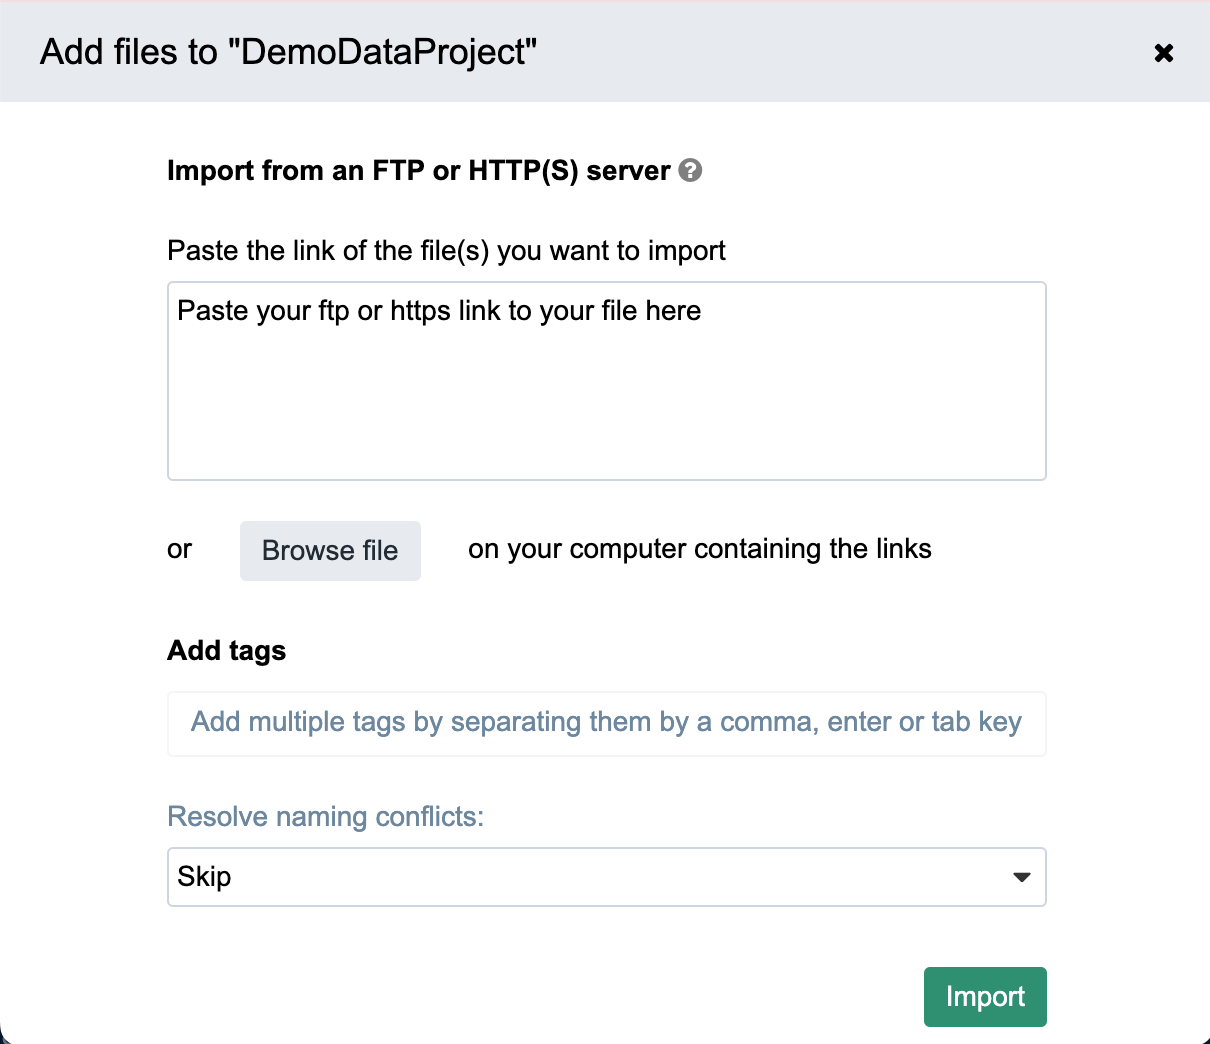 Add files to "DemoDataProject"
Import from an FTP or HTTP(S) server ?
Paste the link of the file(s) you want to import
Paste your ftp or https link to your file here
or Browse file on your computer containing the links
Add tags
Add multiple tags by separating them by a comma, enter or tab key
Resolve naming conflicts:
Skip
Import